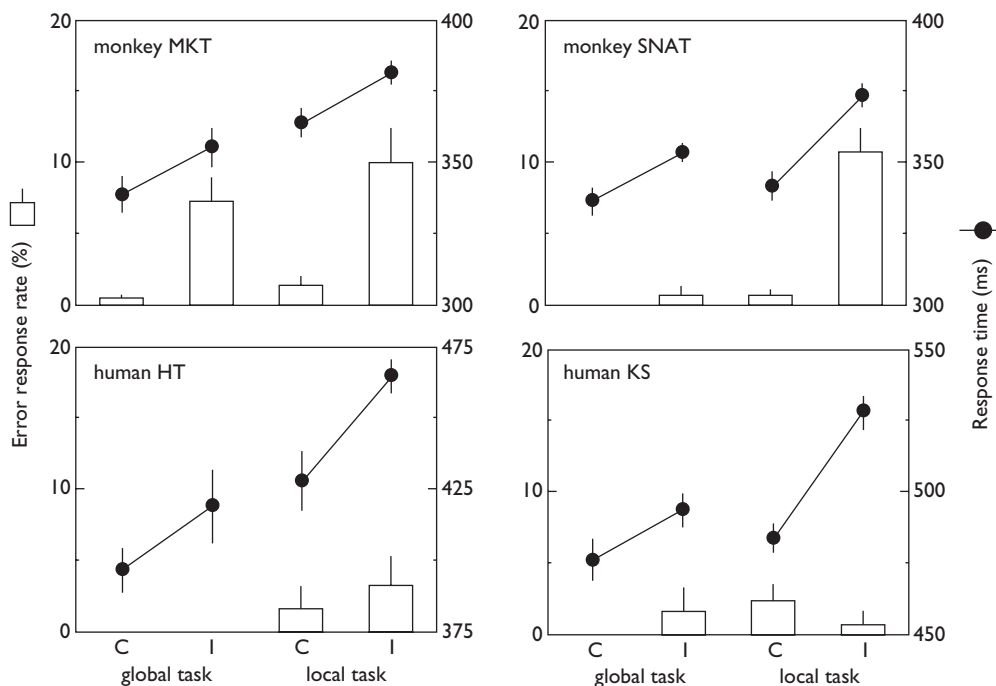 20
400
20
400
monkey MKT
monkey SNAT
10
350
10
350
0
300
0
300
20
475
20
550
human HT
human KS
10
425
10
500
0
375
0
450
C I C I
C I C I
global task local task
global task local task
Error response rate (%)
Response time (ms)